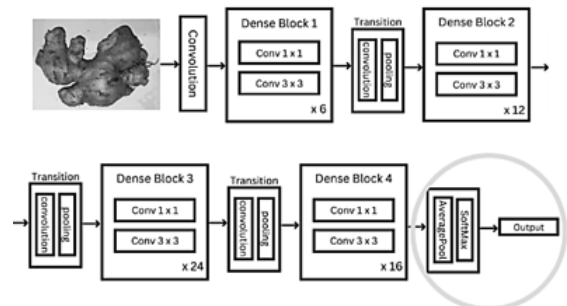 Convolution
Dense Block 1
Conv 1 x 1
Conv 3 x 3
x 6
Transition
convolution
pooling
Dense Block 2
Conv 1 x 1
Conv 3 x 3
x 12
Transition
convolution
pooling
Dense Block 3
Conv 1 x 1
Conv 3 x 3
x 24
Transition
convolution
pooling
Dense Block 4
Conv 1 x 1
Conv 3 x 3
x 16
AveragePool
SoftMax
Output